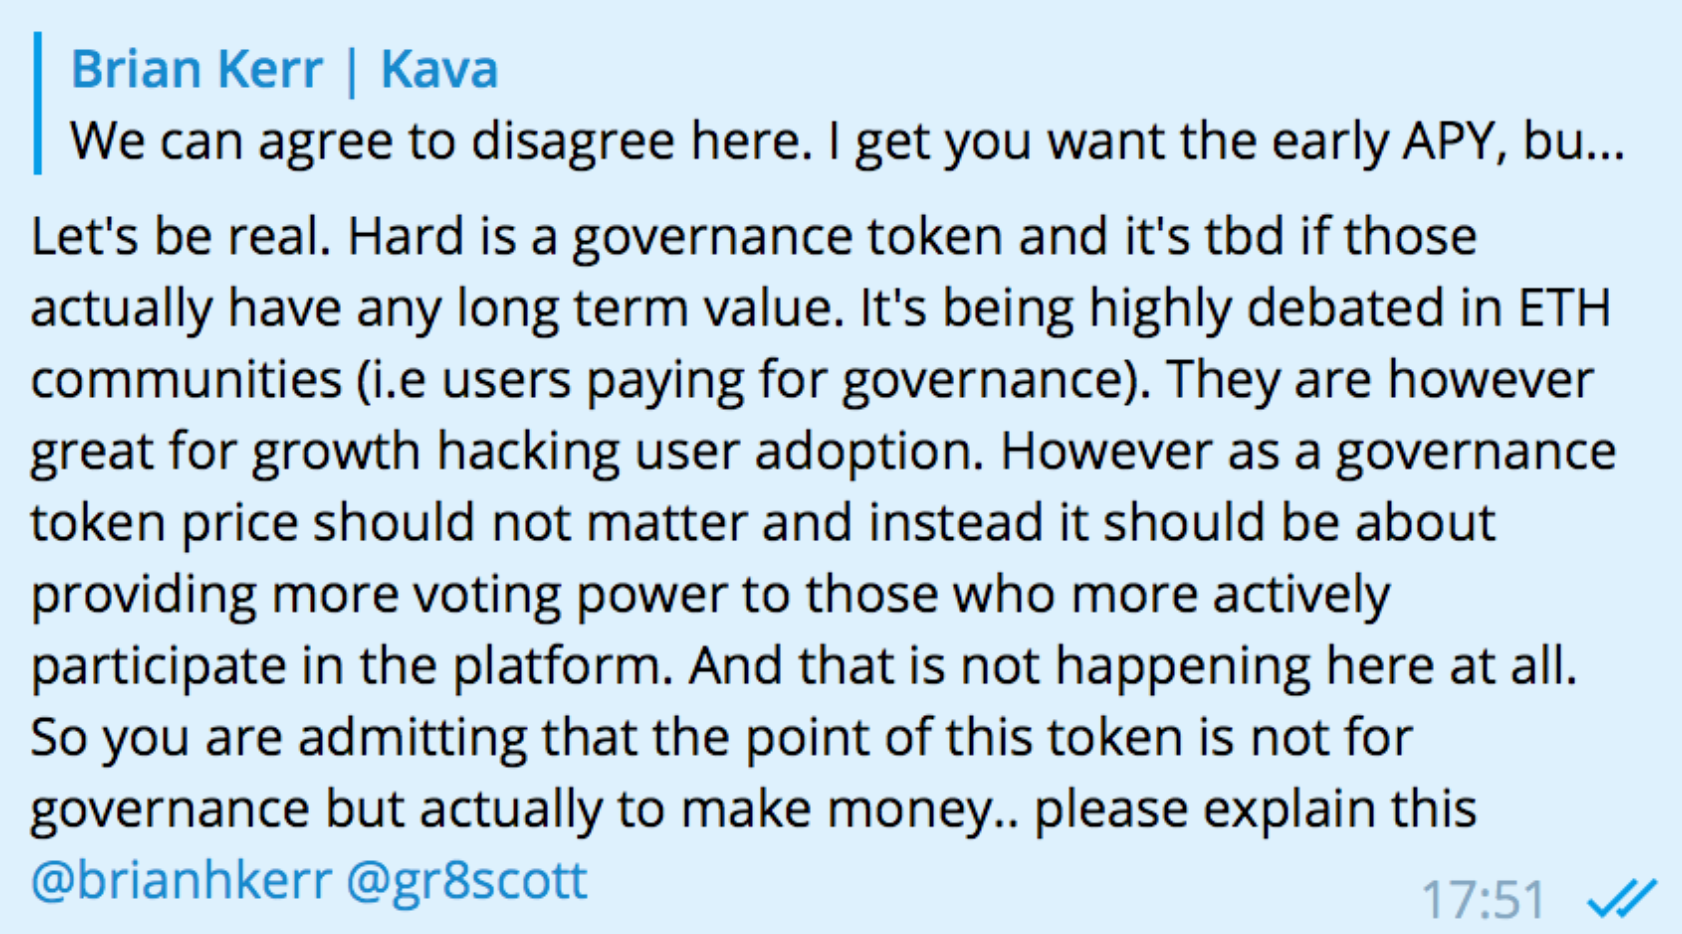 Brian Kerr | Kava
We can agree to disagree here. I get you want the early APY, bu...
Let's be real. Hard is a governance token and it's tbd if those
actually have any long term value. It's being highly debated in ETH
communities (i.e users paying for governance). They are however
great for growth hacking user adoption. However as a governance
token price should not matter and instead it should be about
providing more voting power to those who more actively
participate in the platform. And that is not happening here at all.
So you are admitting that the point of this token is not for
governance but actually to make money.. please explain this
@brianhkerr @gr8scott
17:51